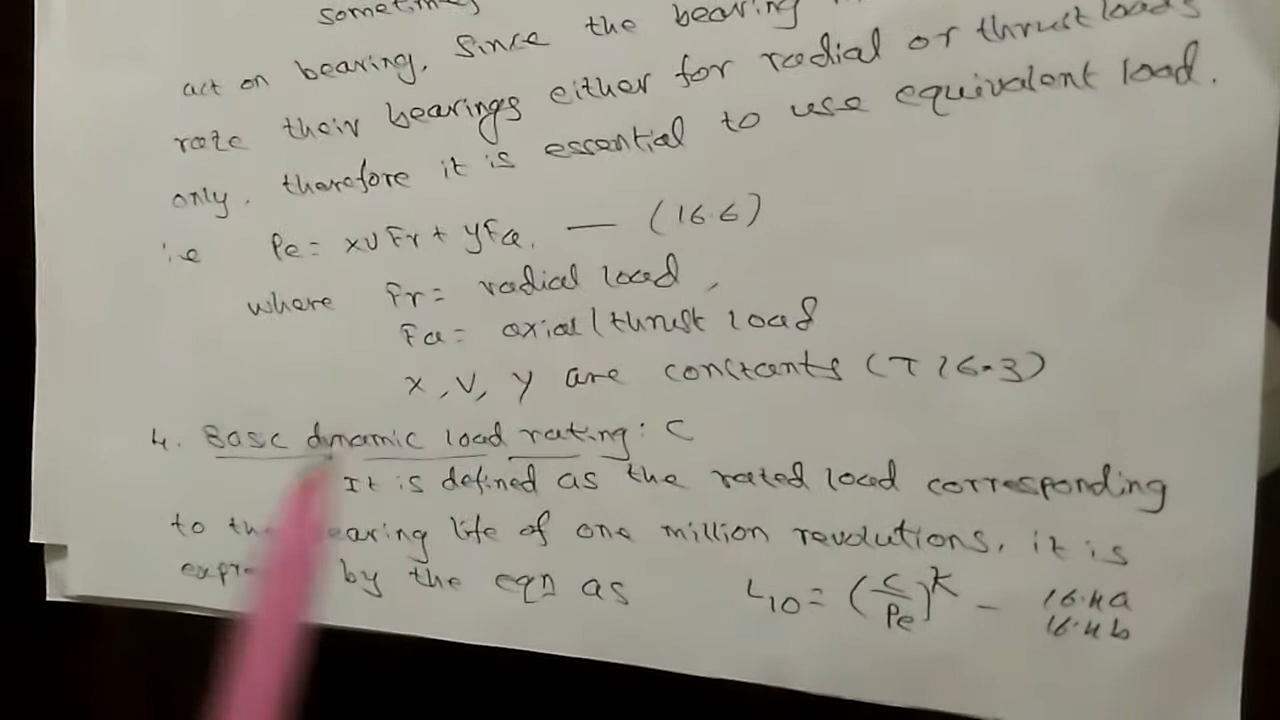 act on bearing, since the bearing
rate their bearings either for radial or thrust loads
only. therefore it is essential to use equivalent load.
i.e Pe = XVFr + YFa. — (16.6)
where Fr = radial load,
Fa = axial/thrust load
X, V, Y are constants (T 16.3)
4. Basc dynamic load rating: C
It is defined as the rated load corresponding
to the bearing life of one million revolutions, it is
by the eqn as L10 = (C/Pe)^k - 16.4a
16.4b